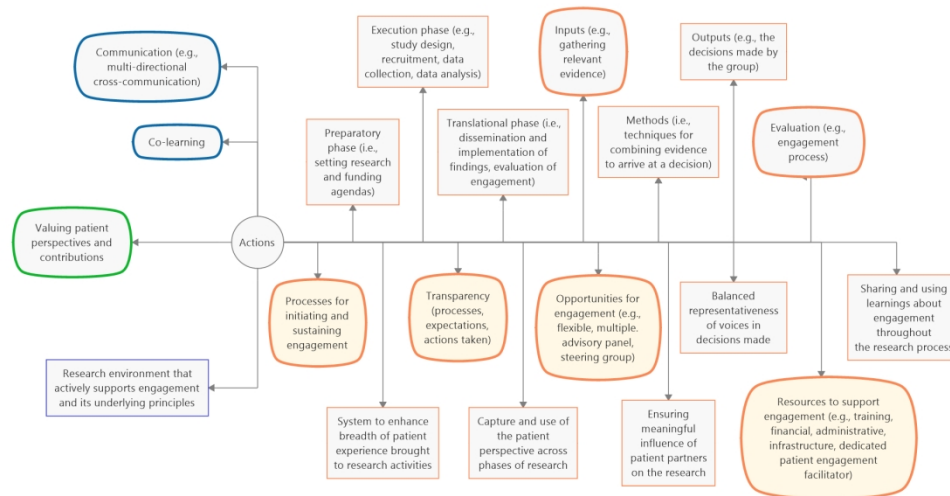 Communication (e.g.,
multi-directional
cross-communication)
Co-learning
Valuing patient
perspectives and
contributions
Actions
Research environment that
actively supports engagement
and its underlying principles
Preparatory
phase (i.e.,
setting research
and funding
agendas)
Execution phase (e.g.,
study design,
recruitment, data
collection, data analysis)
Translational phase (i.e.,
dissemination and
implementation of
findings, evaluation of
engagement)
Inputs (e.g.,
gathering
relevant
evidence)
Methods (i.e.,
techniques for
combining evidence
to arrive at a decision)
Outputs (e.g., the
decisions made by
the group)
Evaluation (e.g.,
engagement
process)
Processes for
initiating and
sustaining
engagement
System to enhance
breadth of patient
experience brought
to research activities
Transparency
(processes,
expectations,
actions taken)
Capture and use of
the patient
perspective across
phases of research
Opportunities for
engagement (e.g.,
flexible, multiple.
advisory panel,
steering group)
Ensuring
meaningful
influence of
patient partners
on the research
Balanced
representativeness
of voices in
decisions made
Resources to support
engagement (e.g., training,
financial, administrative,
infrastructure, dedicated
patient engagement
facilitator)
Sharing and using
learnings about
engagement
throughout
the research process